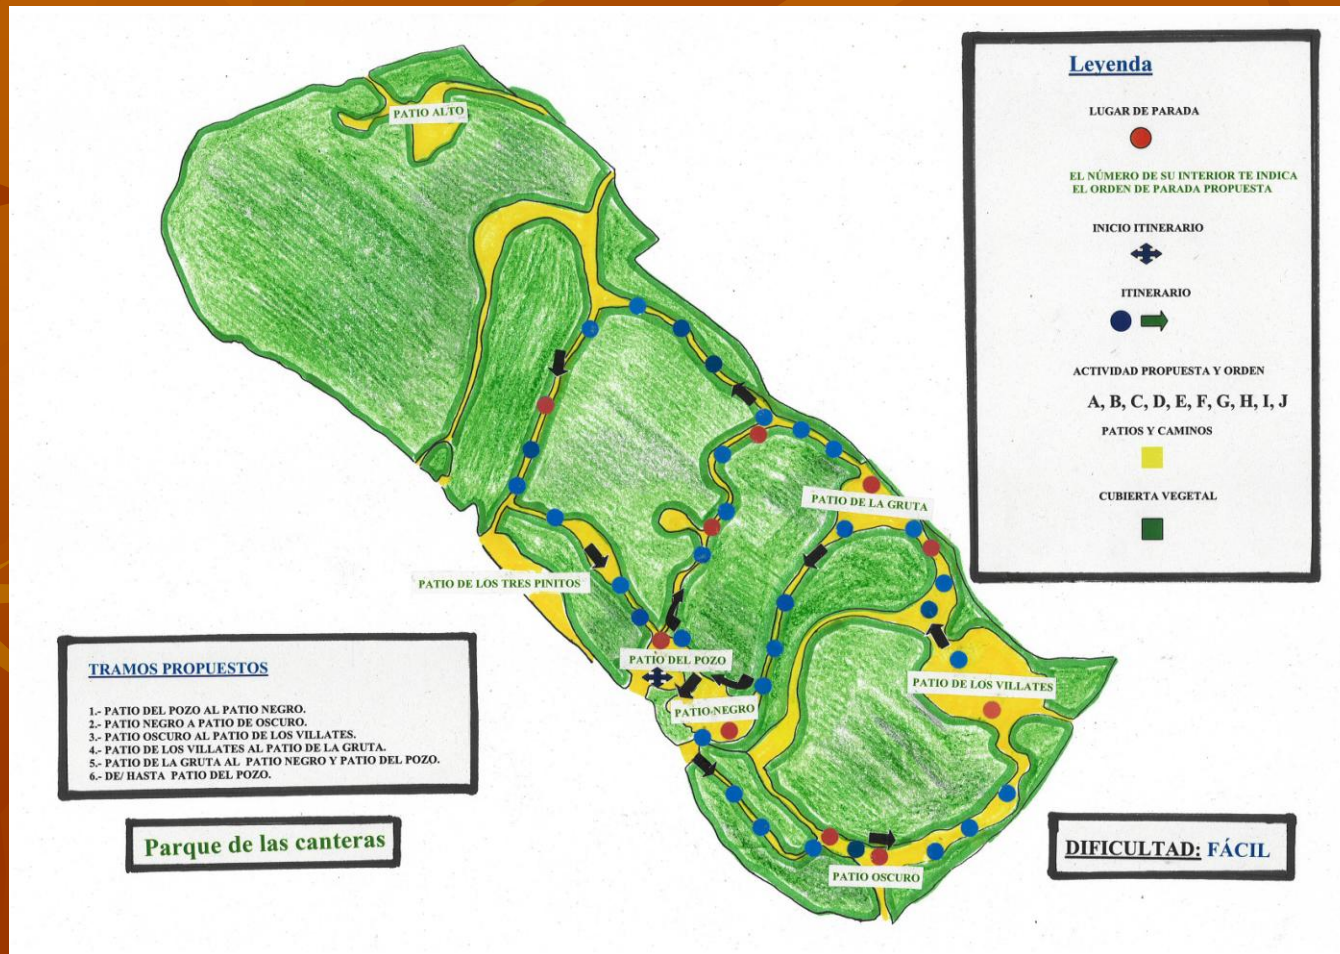 Leyenda
LUGAR DE PARADA
EL NÚMERO DE SU INTERIOR TE INDICA
EL ORDEN DE PARADA PROPUESTA
INICIO ITINERARIO
ITINERARIO
ACTIVIDAD PROPUESTA Y ORDEN
A, B, C, D, E, F, G, H, I, J
PATIOS Y CAMINOS
CUBIERTA VEGETAL
PATIO ALTO
PATIO DE LA GRUTA
PATIO DE LOS TRES PINITOS
PATIO DEL POZO
PATIO DE LOS VILLATES
PATIO NEGRO
PATIO OSCURO
TRAMOS PROPUESTOS
1.- PATIO DEL POZO AL PATIO NEGRO.
2.- PATIO NEGRO A PATIO DE OSCURO.
3.- PATIO OSCURO AL PATIO DE LOS VILLATES.
4.- PATIO DE LOS VILLATES AL PATIO DE LA GRUTA.
5.- PATIO DE LA GRUTA AL PATIO NEGRO Y PATIO DEL POZO.
6.- DE/ HASTA PATIO DEL POZO.
Parque de las canteras
DIFICULTAD: FÁCIL